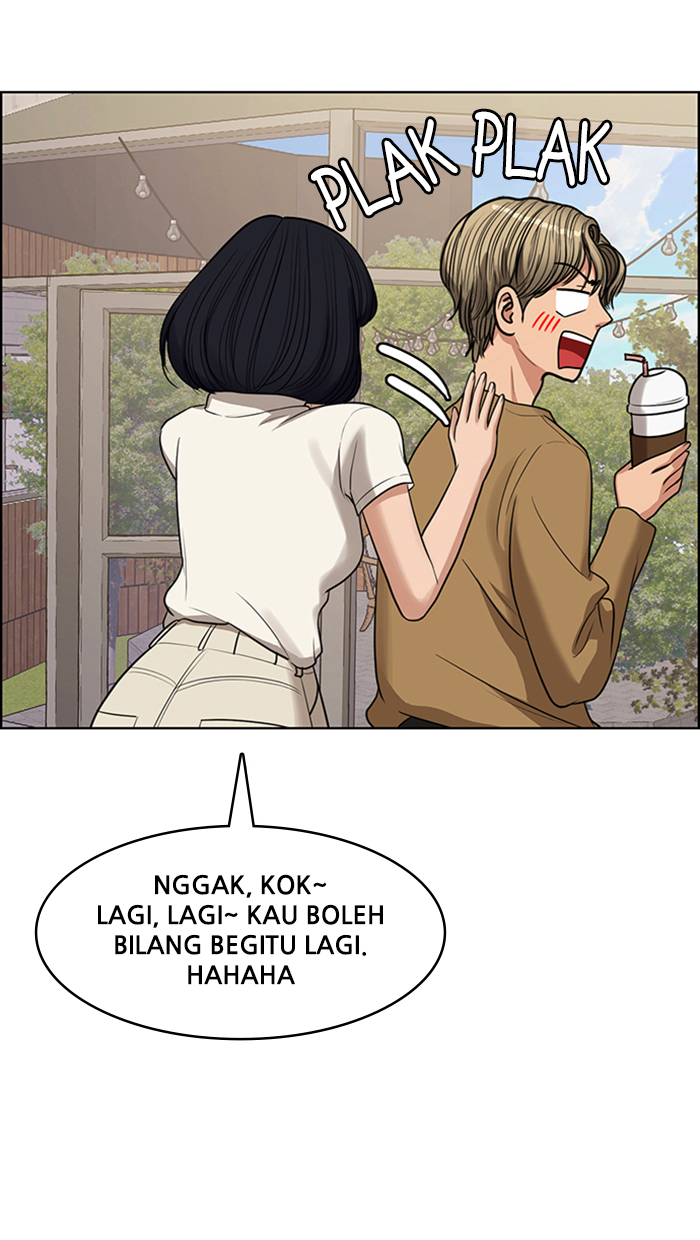 PLAK PLAK
NGGAK, KOK~
LAGI, LAGI~ KAU BOLEH
BILANG BEGITU LAGI.
HAHAHA